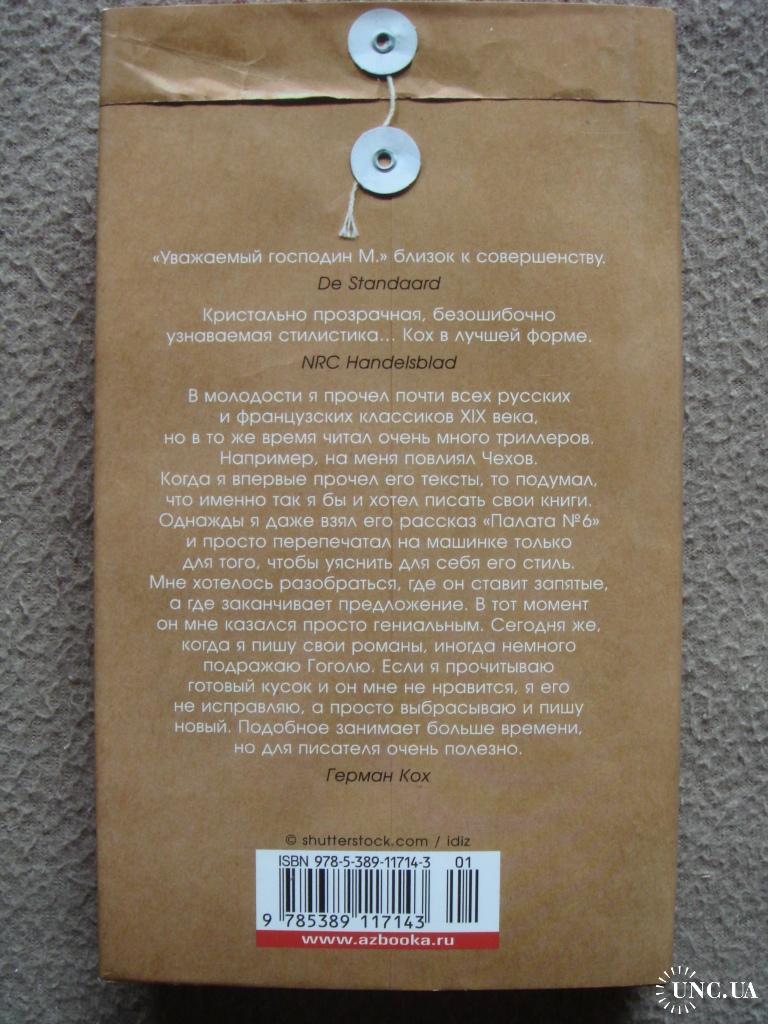 «Уважаемый господин М.» близок к совершенству.
De Standaard
Кристально прозрачная, безошибочно
узнаваемая стилистика... Кох в лучшей форме.
NRC Handelsblad
В молодости я прочел почти всех русских
и французских классиков XIX века,
но в то же время читал очень много триллеров.
Например, на меня повлиял Чехов.
Когда я впервые прочел его тексты, то подумал,
что именно так я бы и хотел писать свои книги.
Однажды я даже взял его рассказ «Палата №6»
и просто перепечатал на машинке только
для того, чтобы уяснить для себя его стиль.
Мне хотелось разобраться, где он ставит запятые,
а где заканчивает предложение. В тот момент
он мне казался просто гениальным. Сегодня же,
когда я пишу свои романы, иногда немного
подражаю Гоголю. Если я прочитываю
готовый кусок и он мне не нравится, я его
не исправляю, а просто выбрасываю и пишу
новый. Подобное занимает больше времени,
но для писателя очень полезно.
Герман Кох
© shutterstock.com / idiz
ISBN 978-5-389-11714-3 01
9 785389 117143
www.azbooka.ru
UNC.UA